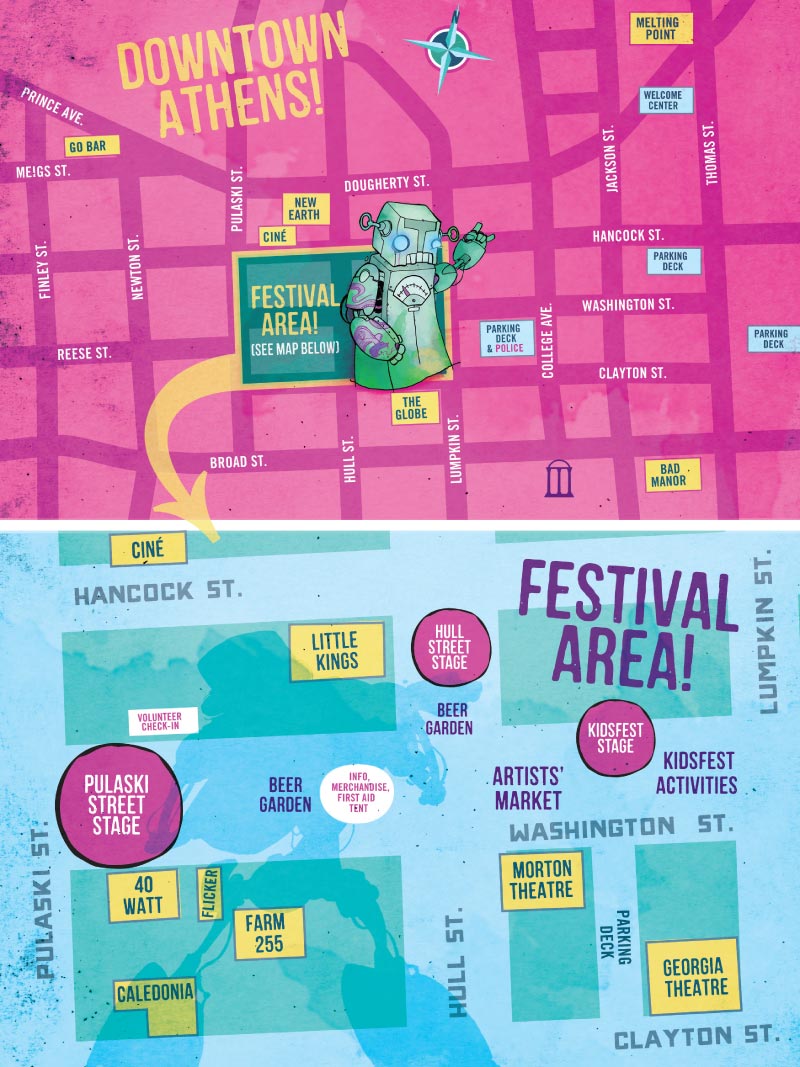 DOWNTOWN
ATHENS!
MELTING
POINT
WELCOME
CENTER
PRINCE AVE.
GO BAR
ME!GS ST.
PULASKI ST.
DOUGHERTY ST.
JACKSON ST.
THOMAS ST.
NEW
EARTH
CINÉ
HANCOCK ST.
PARKING
DECK
FINLEY ST.
NEWTON ST.
FESTIVAL
AREA!
(SEE MAP BELOW)
WASHINGTON ST.
PARKING
DECK
& POLICE
COLLEGE AVE.
PARKING
DECK
REESE ST.
CLAYTON ST.
THE
GLOBE
BROAD ST.
HULL ST.
LUMPKIN ST.
BAD
MANOR
CINÉ
HANCOCK ST.
FESTIVAL
AREA!
LUMPKIN ST.
LITTLE
KINGS
HULL
STREET
STAGE
VOLUNTEER
CHECK-IN
BEER
GARDEN
KIDSFEST
STAGE
PULASKI
STREET
STAGE
BEER
GARDEN
INFO,
MERCHANDISE,
FIRST AID
TENT
ARTISTS'
MARKET
KIDSFEST
ACTIVITIES
WASHINGTON ST.
PULASKI ST.
40
WATT
FLICKER
FARM
255
MORTON
THEATRE
PARKING
DECK
HULL ST.
CALEDONIA
GEORGIA
THEATRE
CLAYTON ST.